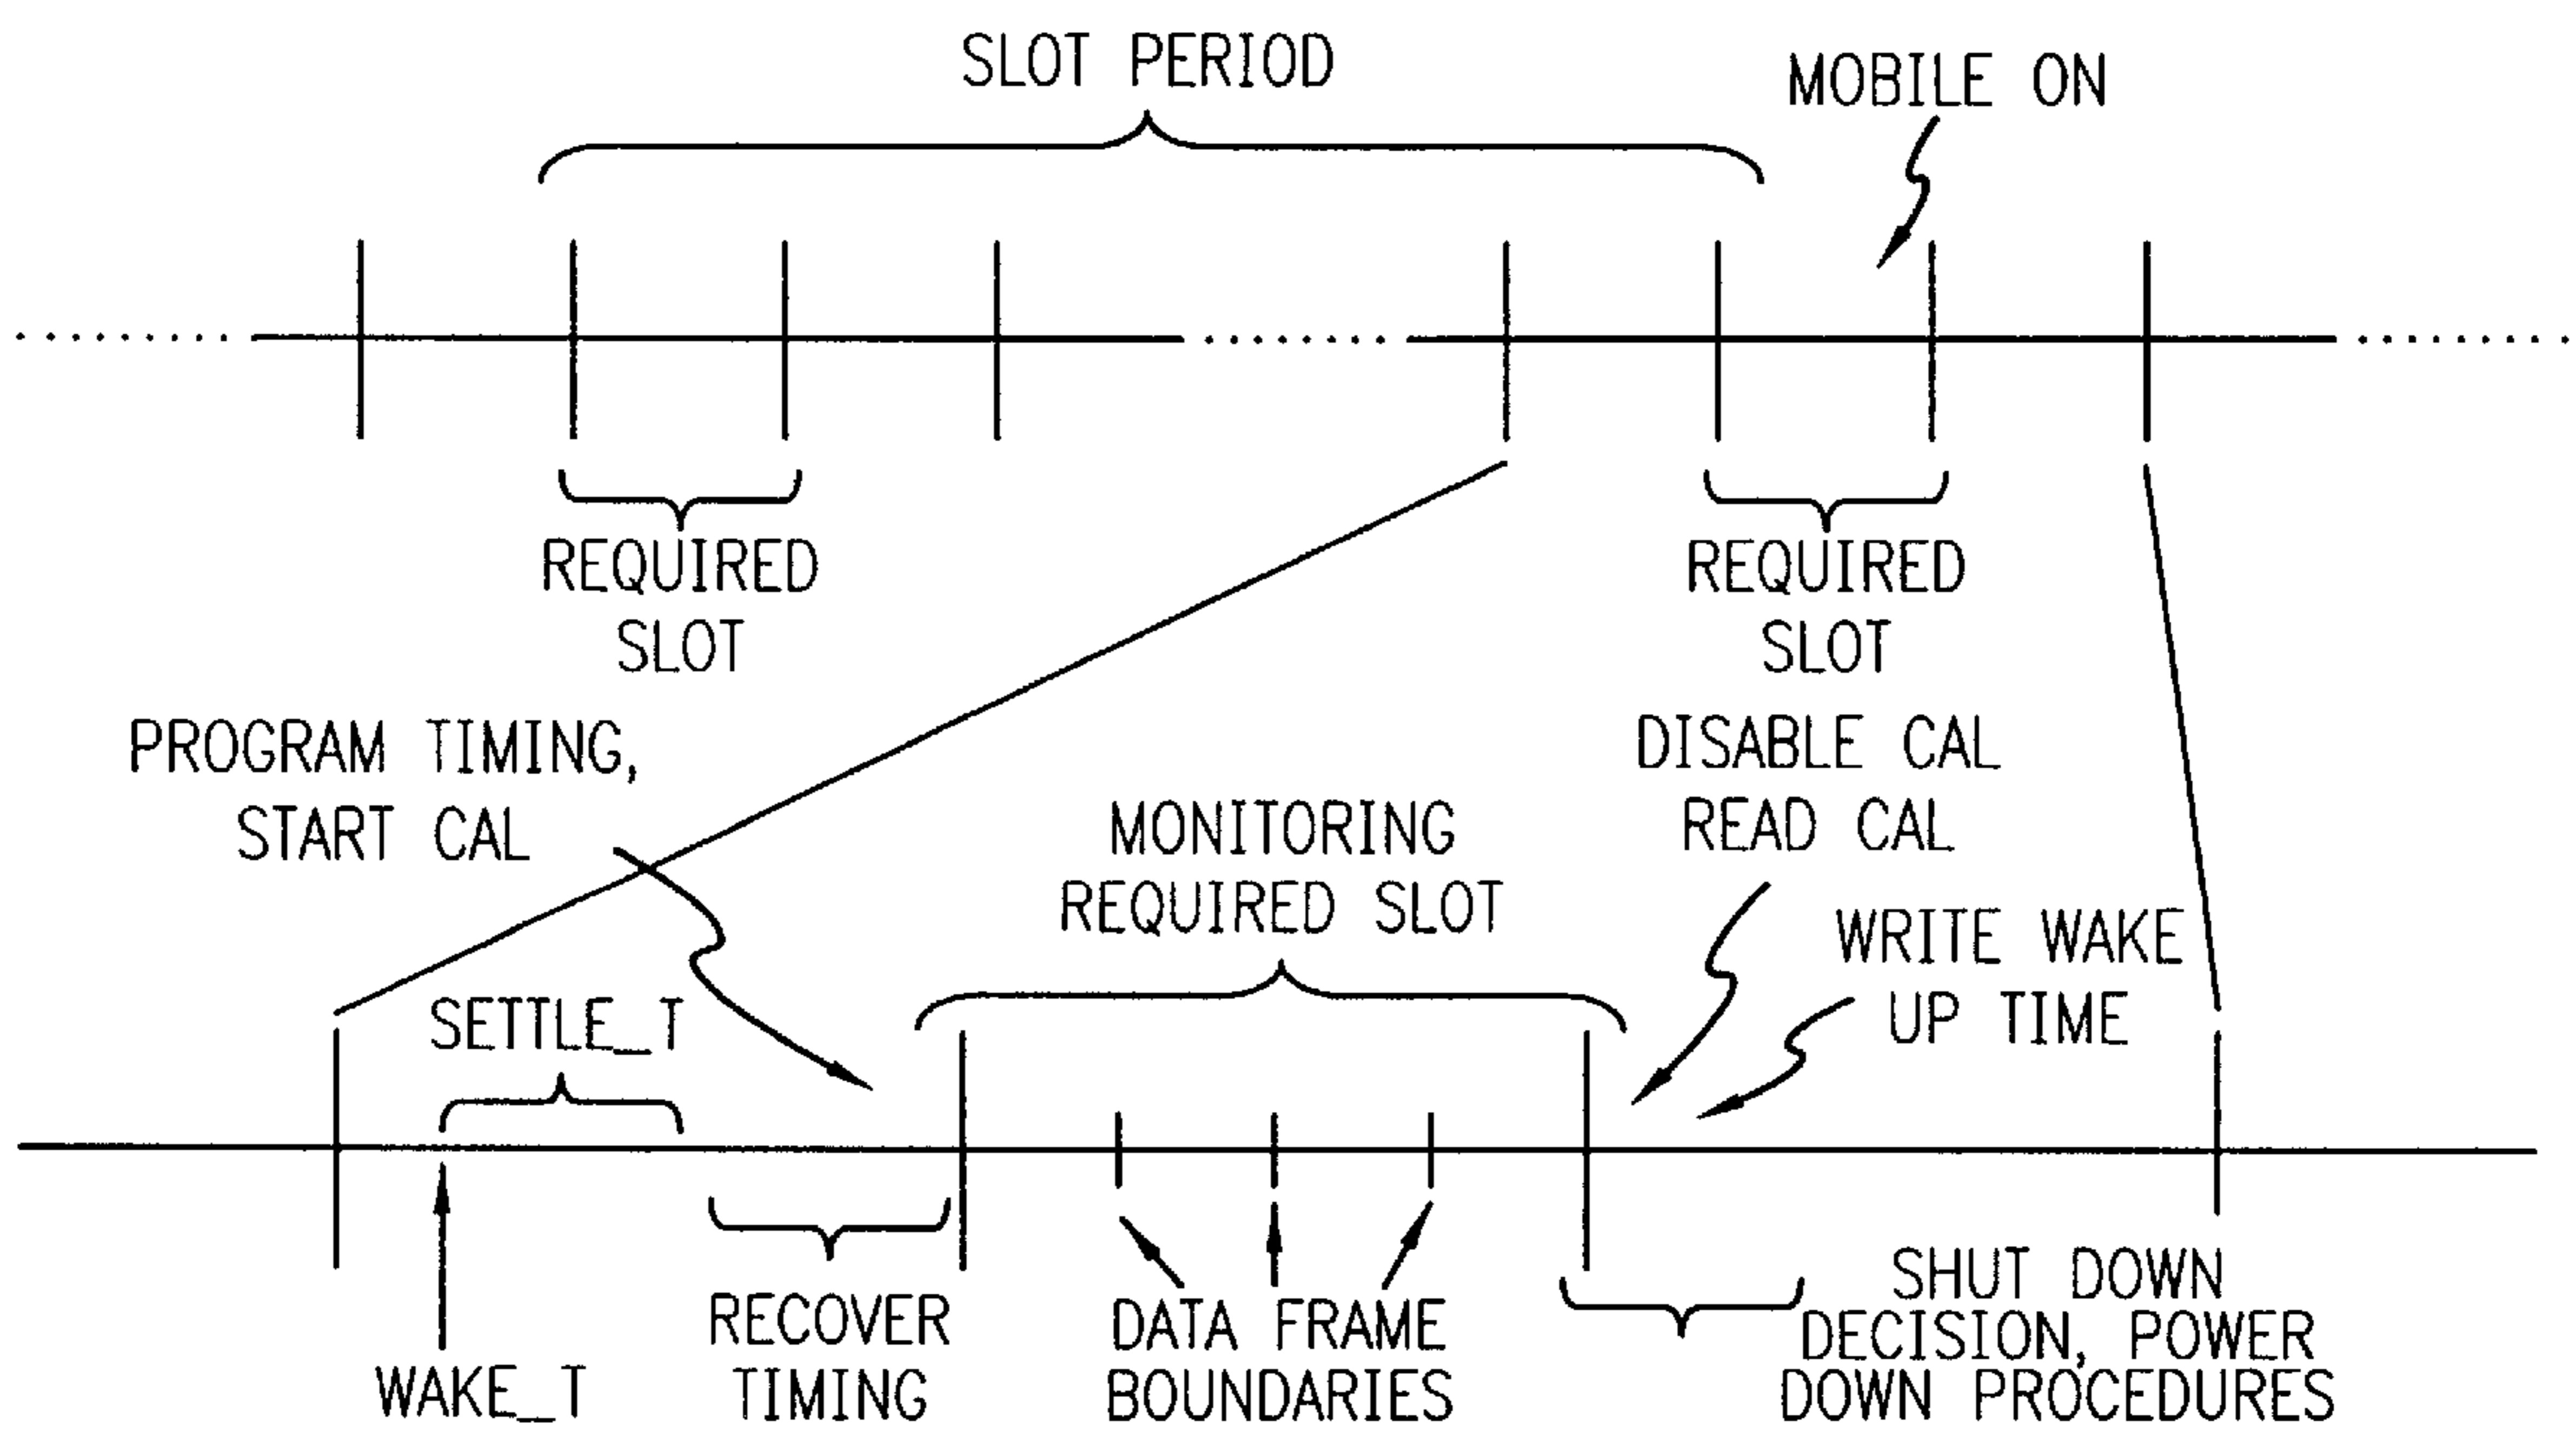 SLOT PERIOD
MOBILE ON
REQUIRED
SLOT
REQUIRED
SLOT
PROGRAM TIMING,
START CAL
MONITORING
REQUIRED SLOT
DISABLE CAL
READ CAL
WRITE WAKE
UP TIME
SETTLE_T
WAKE_T
RECOVER
TIMING
DATA FRAME
BOUNDARIES
SHUT DOWN
DECISION, POWER
DOWN PROCEDURES